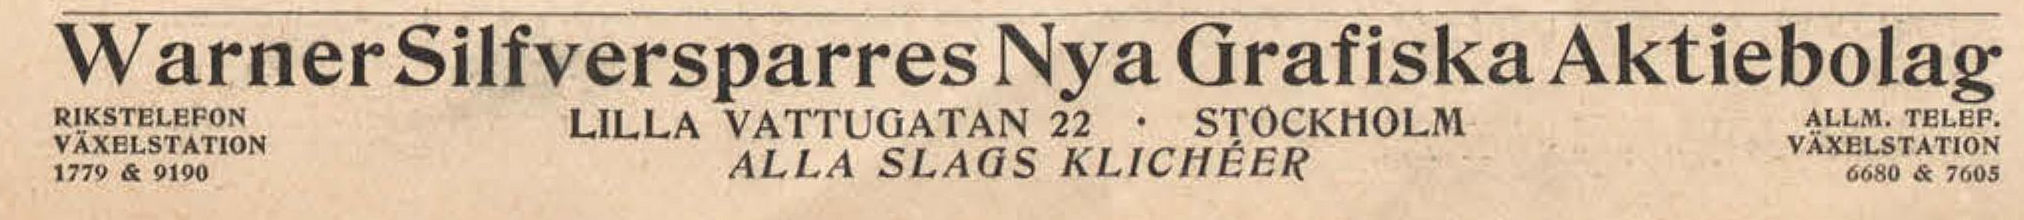 Warner Silfversparres Nya Grafiska Aktiebolag
RIKSTELEFON
VÄXELSTATION
1779 & 9190
LILLA VATTUGATAN 22 · STOCKHOLM
ALLA SLAGS KLICHÉER
ALLM. TELEF.
VÄXELSTATION
6680 & 7605